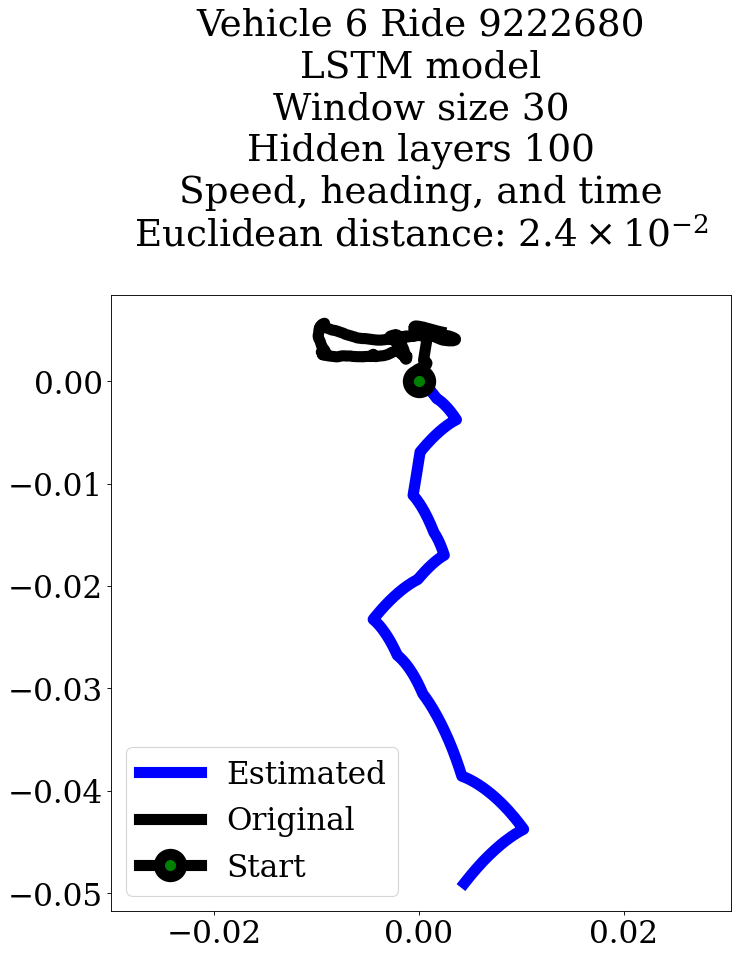 Vehicle 6 Ride 9222680
LSTM model
Window size 30
Hidden layers 100
Speed, heading, and time
Euclidean distance: 2.4 × 10⁻²
0.00
−0.01
−0.02
−0.03
−0.04
−0.05
Estimated
Original
Start
−0.02 0.00 0.02